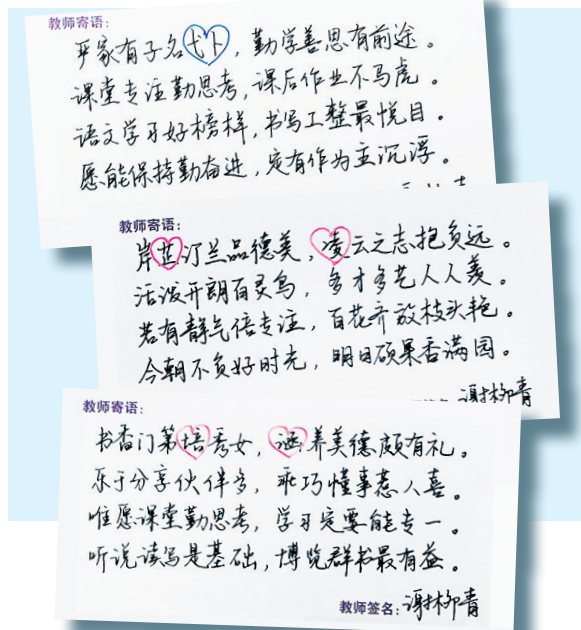 教师寄语：
严家有子名弋卜，勤学善思有前途。
课堂专注勤思考，课后作业不马虎。
语文学习好榜样，书写工整最悦目。
愿能保持勤奋进，定有作为主沉浮。
教师寄语：
岸芷汀兰品德美，凌云之志抱负远。
活泼开朗百灵鸟，多才多艺人人羡。
若有静气倍专注，百花齐放枝头艳。
今朝不负好时光，明日硕果香满园。
谢柳青
教师寄语：
书香门第培秀女，涵养美德颇有礼。
乐于分享伙伴多，乖巧懂事惹人喜。
唯愿课堂勤思考，学习定要能专一。
听说读写是基础，博览群书最有益。
教师签名：谢柳青